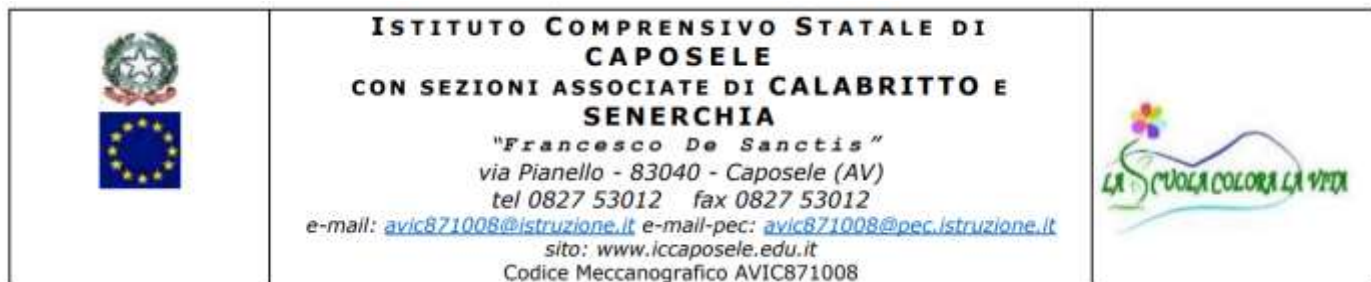 ISTITUTO COMPRENSIVO STATALE DI
CAPOSELE
CON SEZIONI ASSOCIATE DI CALABRITTO E
SENERCHIA
"Francesco De Sanctis"
via Pianello - 83040 - Caposele (AV)
tel 0827 53012 fax 0827 53012
e-mail: avic871008@istruzione.it e-mail-pec: avic871008@pec.istruzione.it
sito: www.iccaposele.edu.it
Codice Meccanografico AVIC871008
LA SCUOLA COLORA LA VITA